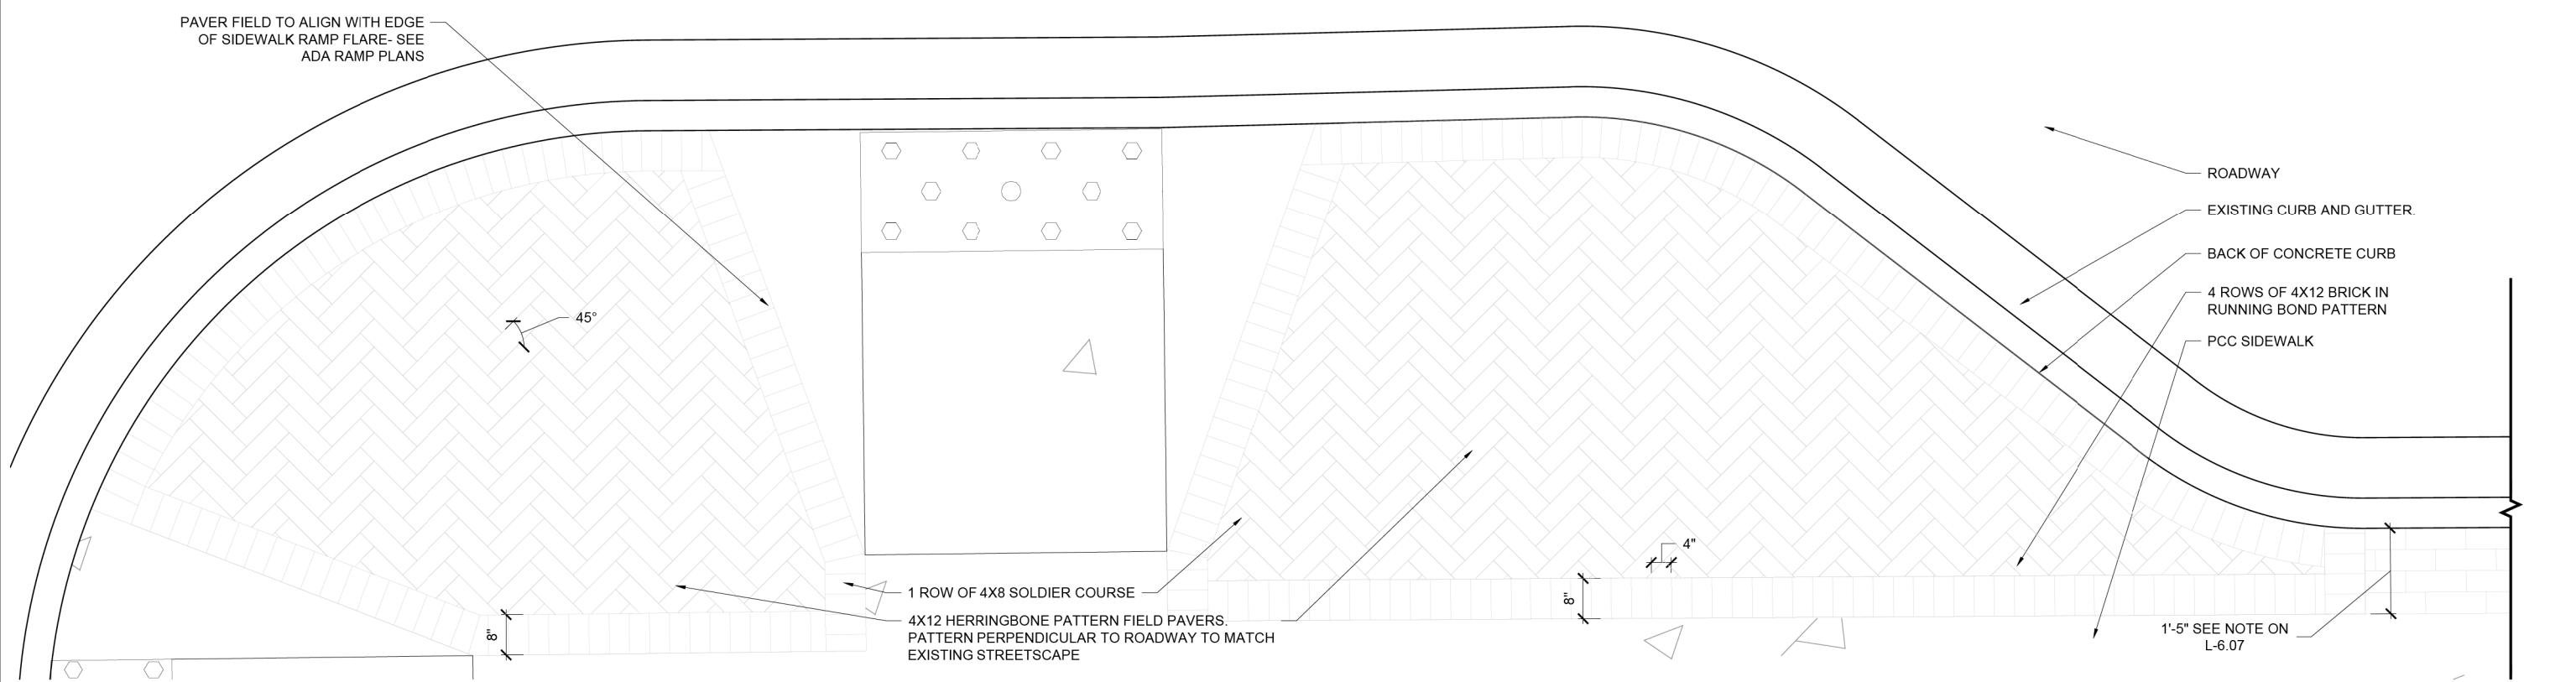 PAVER FIELD TO ALIGN WITH EDGE
OF SIDEWALK RAMP FLARE- SEE
ADA RAMP PLANS
ROADWAY
EXISTING CURB AND GUTTER.
BACK OF CONCRETE CURB
4 ROWS OF 4X12 BRICK IN
RUNNING BOND PATTERN
PCC SIDEWALK
45°
4"
8"
8"
1 ROW OF 4X8 SOLDIER COURSE
4X12 HERRINGBONE PATTERN FIELD PAVERS.
PATTERN PERPENDICULAR TO ROADWAY TO MATCH
EXISTING STREETSCAPE
1'-5" SEE NOTE ON
L-6.07